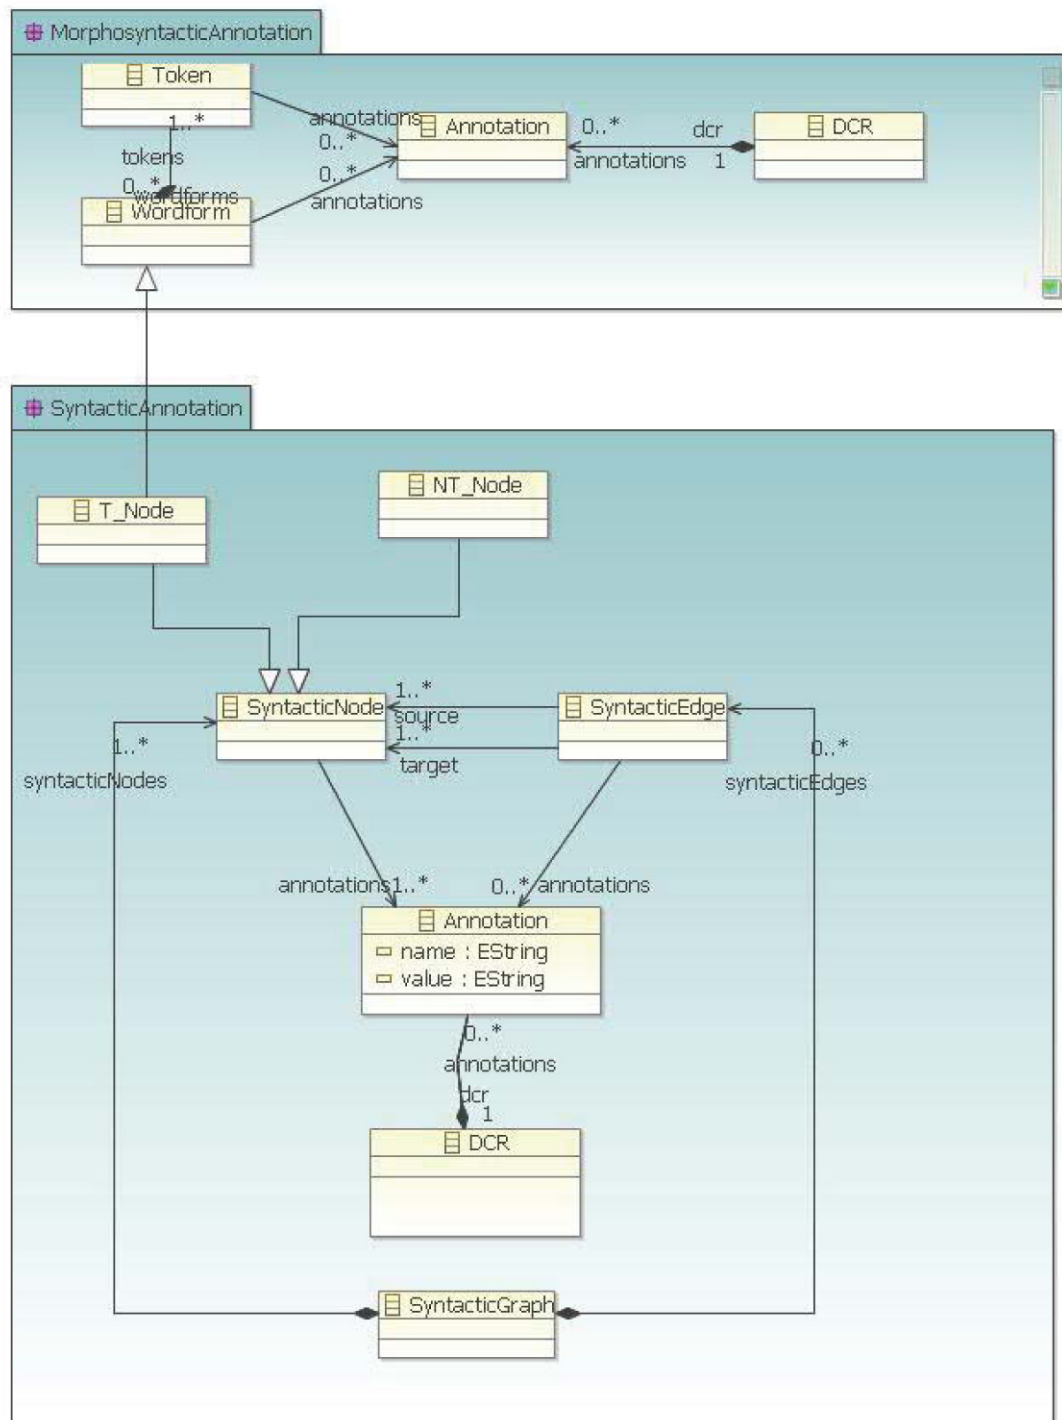 MorphosyntacticAnnotation
Token
1..*
tokens
0..*
wordforms
Wordform
annotations
0..*
0..*
annotations
Annotation
0..*
annotations
dcr
1
DCR
SyntacticAnnotation
T_Node
NT_Node
SyntacticNode
1..*
source
1..*
target
SyntacticEdge
1..*
syntacticNodes
0..*
syntacticEdges
annotations
1..*
0..*
annotations
Annotation
name : EString
value : EString
0..*
annotations
dcr
1
DCR
SyntacticGraph